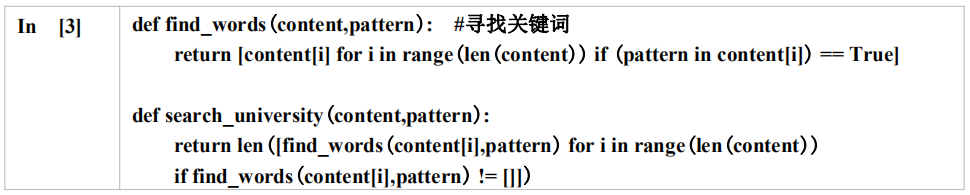 In [3]
def find_words(content,pattern): #寻找关键词
return [content[i] for i in range(len(content)) if (pattern in content[i]) == True]
def search_university(content,pattern):
return len([find_words(content[i],pattern) for i in range(len(content))
if find_words(content[i],pattern) != []])